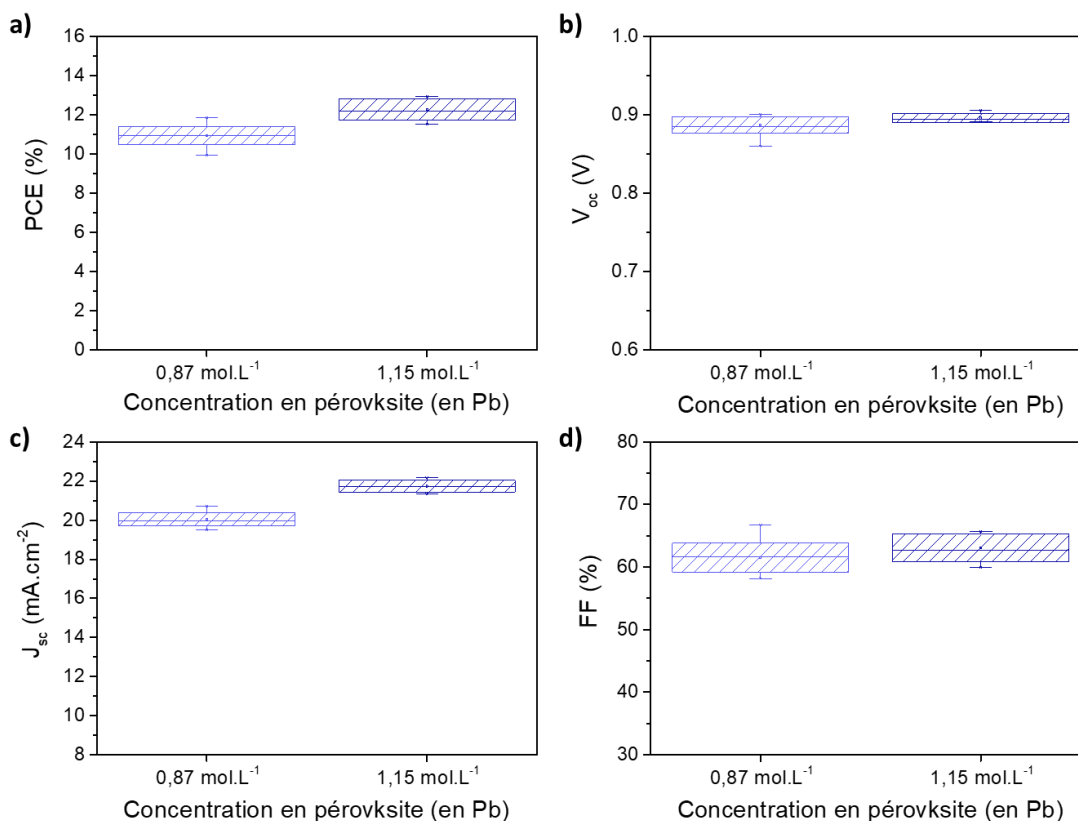 a)
16
14
12
10
8
6
4
2
0
PCE (%)
0,87 mol.L⁻¹ 1,15 mol.L⁻¹
Concentration en pérovksite (en Pb)
b)
1.0
0.9
0.8
0.7
0.6
Voc (V)
0,87 mol.L⁻¹ 1,15 mol.L⁻¹
Concentration en pérovksite (en Pb)
c)
24
22
20
18
16
14
12
10
8
Jsc (mA.cm⁻²)
0,87 mol.L⁻¹ 1,15 mol.L⁻¹
Concentration en pérovksite (en Pb)
d)
80
70
60
50
40
30
FF (%)
0,87 mol.L⁻¹ 1,15 mol.L⁻¹
Concentration en pérovksite (en Pb)